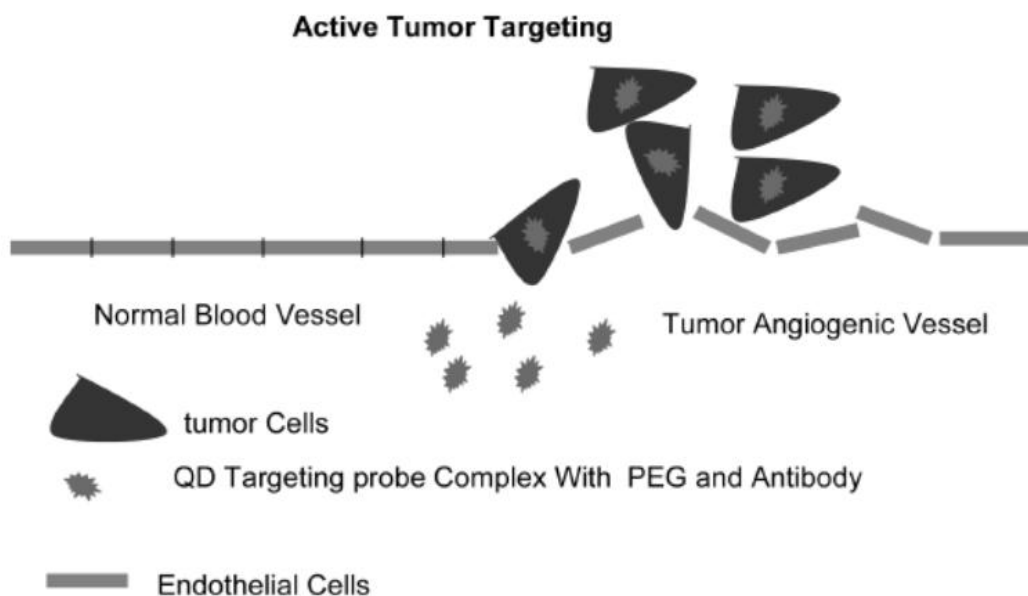 Active Tumor Targeting
Normal Blood Vessel
Tumor Angiogenic Vessel
tumor Cells
QD Targeting probe Complex With PEG and Antibody
Endothelial Cells